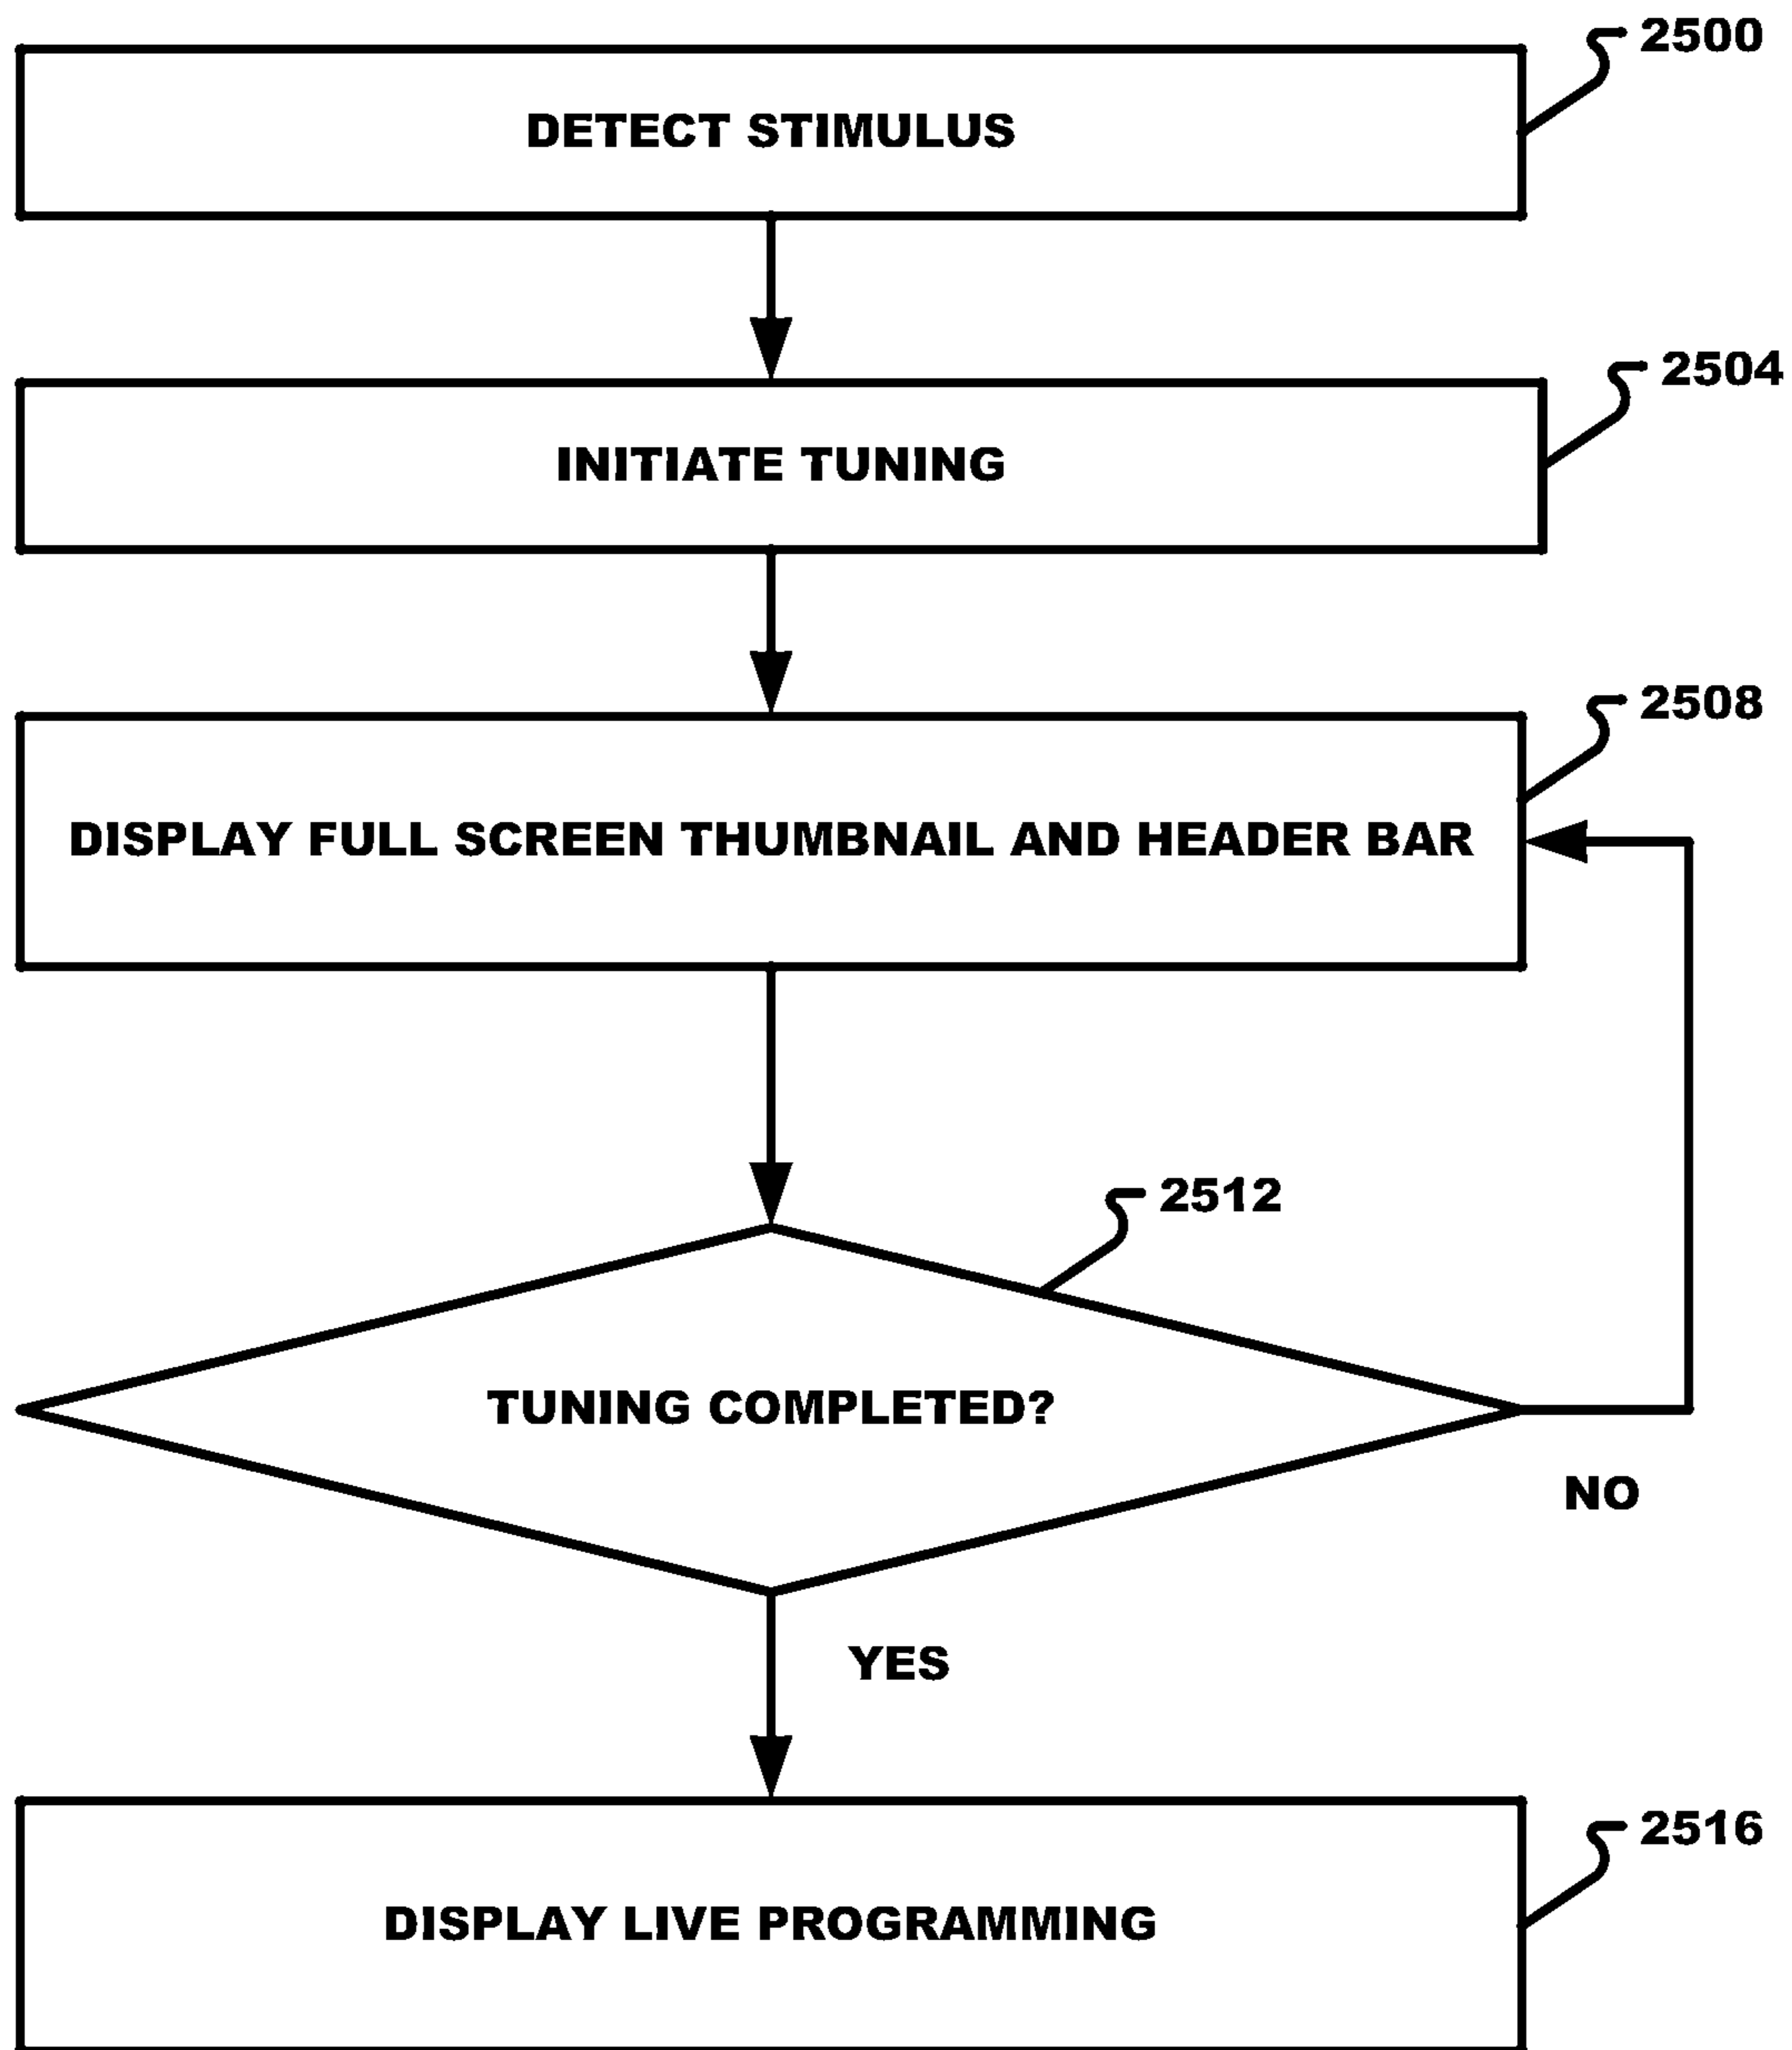 2500
DETECT STIMULUS
2504
INITIATE TUNING
2508
DISPLAY FULL SCREEN THUMBNAIL AND HEADER BAR
2512
TUNING COMPLETED?
NO
YES
2516
DISPLAY LIVE PROGRAMMING